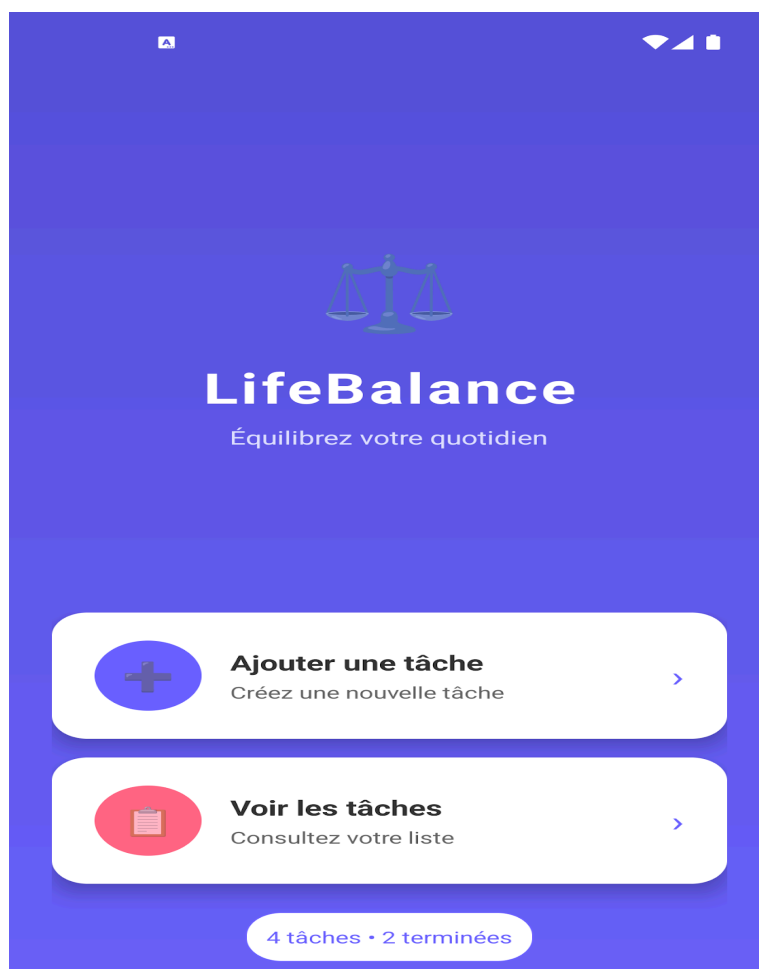 LifeBalance
Équilibrez votre quotidien
Ajouter une tâche
Créez une nouvelle tâche
Voir les tâches
Consultez votre liste
4 tâches • 2 terminées